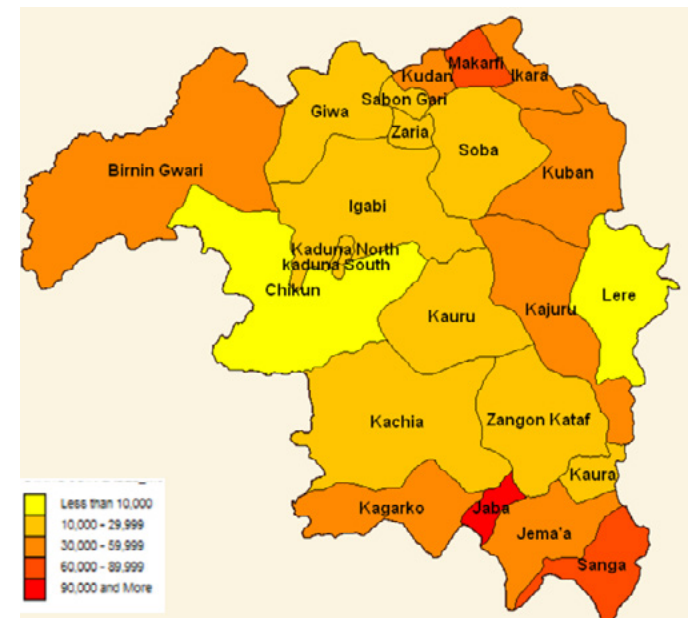 Makarfi
Kudan
Ikara
Sabon Gari
Giwa
Zaria
Soba
Birnin Gwari
Kuban
Igabi
Kaduna North
kaduna South
Chikun
Lere
Kajuru
Kauru
Kachia
Zangon Kataf
Kaura
Kagarko
Jaba
Jema'a
Sanga
Less than 10,000
10,000 - 29,999
30,000 - 59,999
60,000 - 89,999
90,000 and More